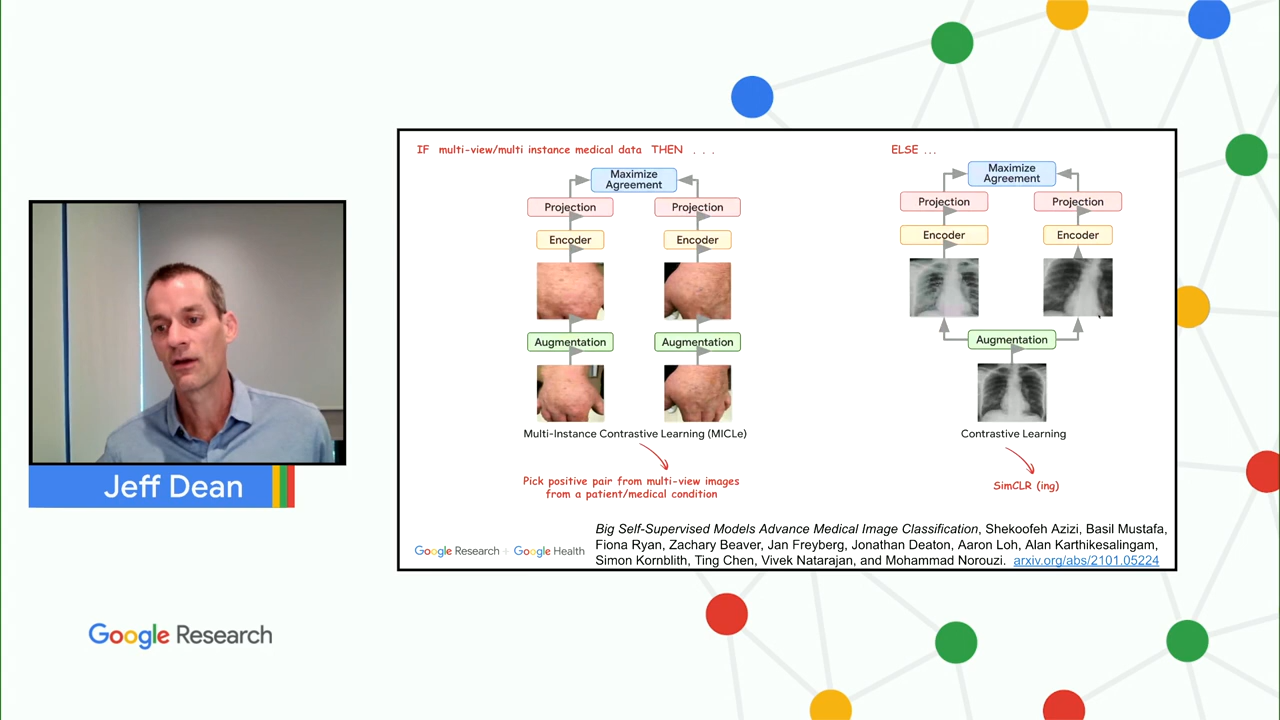 IF multi-view/multi instance medical data THEN . . .
Maximize
Agreement
Projection
Projection
Encoder
Encoder
Augmentation
Augmentation
Multi-Instance Contrastive Learning (MICLe)
Pick positive pair from multi-view images
from a patient/medical condition
ELSE ...
Maximize
Agreement
Projection
Projection
Encoder
Encoder
Augmentation
Contrastive Learning
SimCLR (ing)
Big Self-Supervised Models Advance Medical Image Classification, Shekoofeh Azizi, Basil Mustafa,
Fiona Ryan, Zachary Beaver, Jan Freyberg, Jonathan Deaton, Aaron Loh, Alan Karthikesalingam,
Simon Kornblith, Ting Chen, Vivek Natarajan, and Mohammad Norouzi. arxiv.org/abs/2101.05224
Google Research + Google Health
Jeff Dean
Google Research